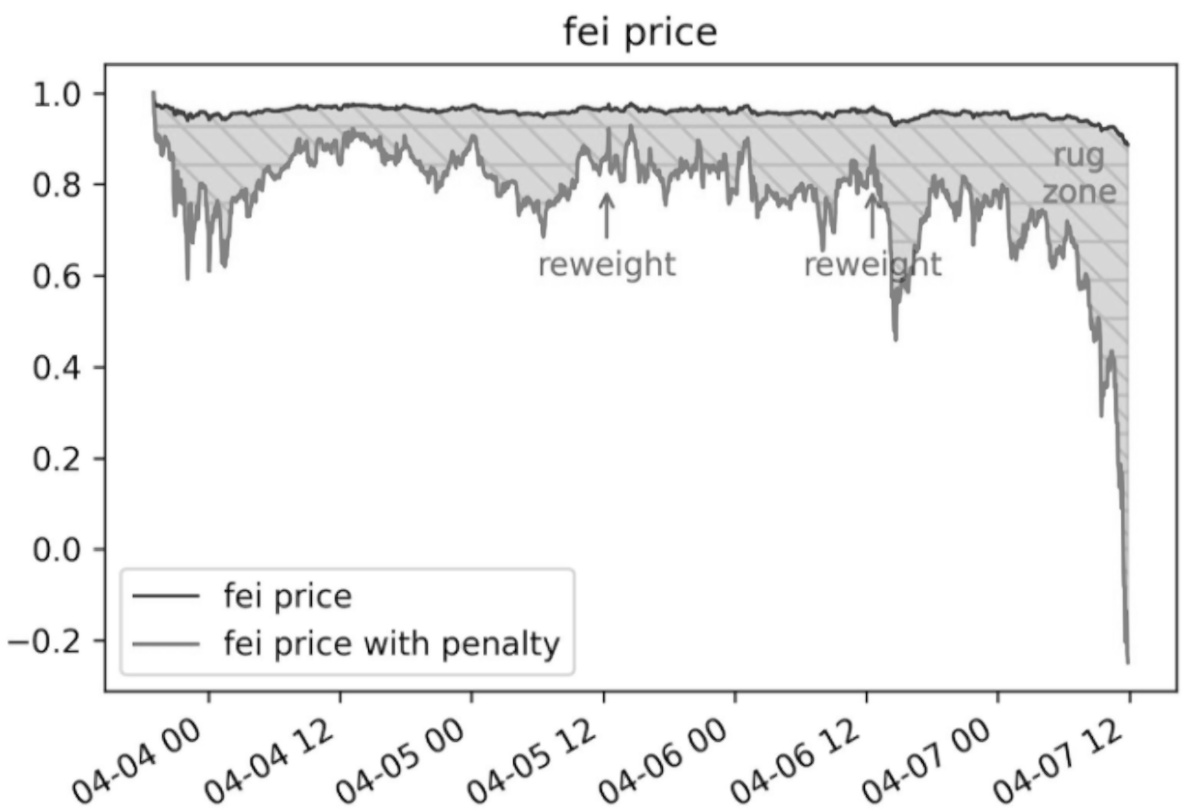 fei price
1.0
0.8
0.6
0.4
0.2
0.0
−0.2
rug
zone
reweight
reweight
fei price
fei price with penalty
04-04 00
04-04 12
04-05 00
04-05 12
04-06 00
04-06 12
04-07 00
04-07 12